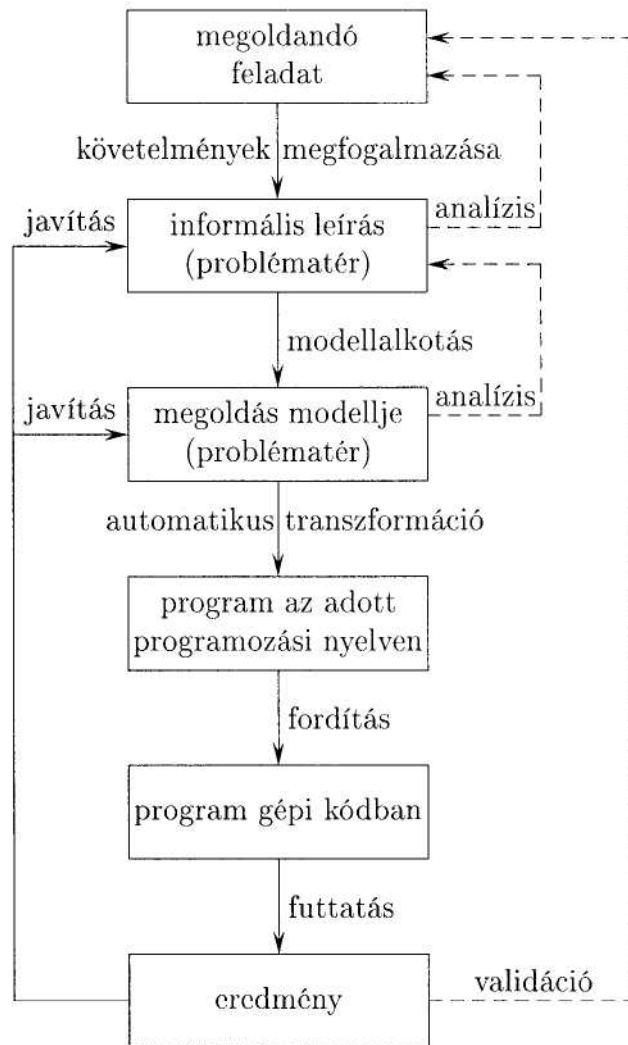 megoldandó
feladat
követelmények megfogalmazása
analízis
javítás
informális leírás
(problématér)
modellalkotás
analízis
javítás
megoldás modellje
(problématér)
automatikus transzformáció
program az adott
programozási nyelven
fordítás
program gépi kódban
futtatás
validáció
eredmény